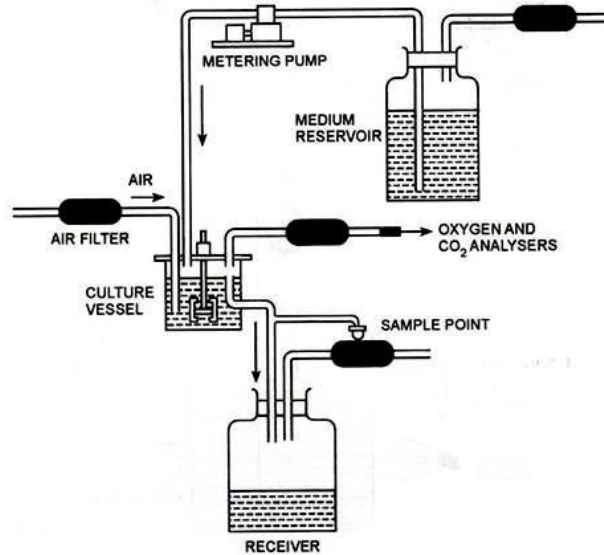 METERING PUMP
MEDIUM
RESERVOIR
AIR
AIR FILTER
OXYGEN AND
CO₂ ANALYSERS
CULTURE
VESSEL
SAMPLE POINT
RECEIVER